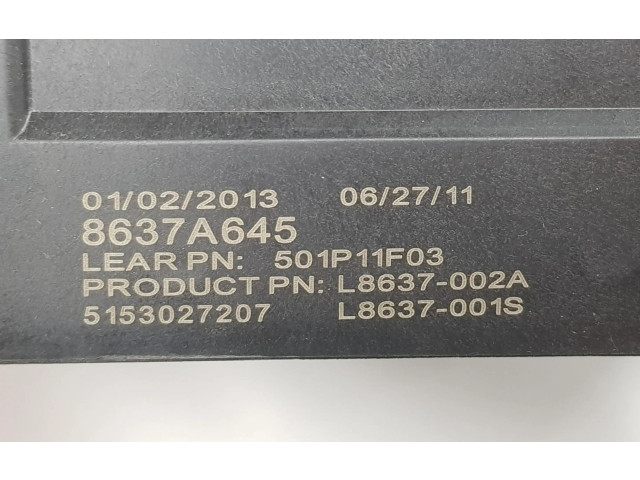 01/02/2013 06/27/11
8637A645
LEAR PN: 501P11F03
PRODUCT PN: L8637-002A
5153027207 L8637-001S